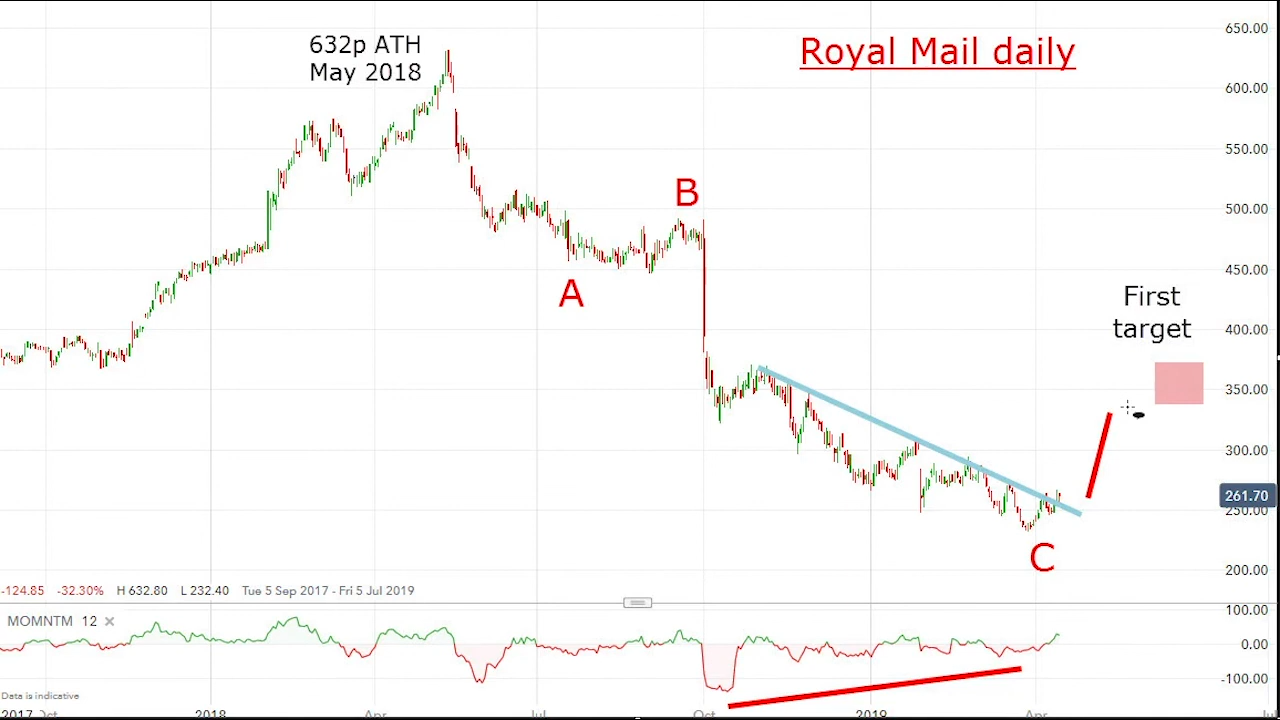 632p ATH
May 2018
Royal Mail daily
650.00
600.00
550.00
500.00
450.00
400.00
350.00
300.00
261.70
250.00
200.00
B
A
C
First
target
-124.85 -32.30% H 632.80 L 232.40 Tue 5 Sep 2017 - Fri 5 Jul 2019
MOMNTM 12 ×
100.00
0.00
-100.00
Data is indicative
2017 Oct 2018 Apr Jul Oct 2019 Apr